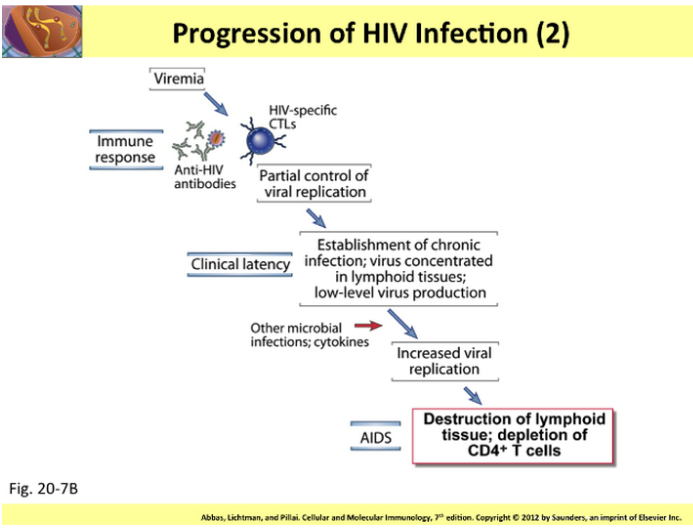 Progression of HIV Infection (2)
Viremia
HIV-specific
CTLs
Immune
response
Anti-HIV
antibodies
Partial control of
viral replication
Clinical latency
Establishment of chronic
infection; virus concentrated
in lymphoid tissues;
low-level virus production
Other microbial
infections; cytokines
Increased viral
replication
AIDS
Destruction of lymphoid
tissue; depletion of
CD4⁺ T cells
Fig. 20-7B
Abbas, Lichtman, and Pillai. Cellular and Molecular Immunology, 7ᵗʰ edition. Copyright © 2012 by Saunders, an imprint of Elsevier Inc.